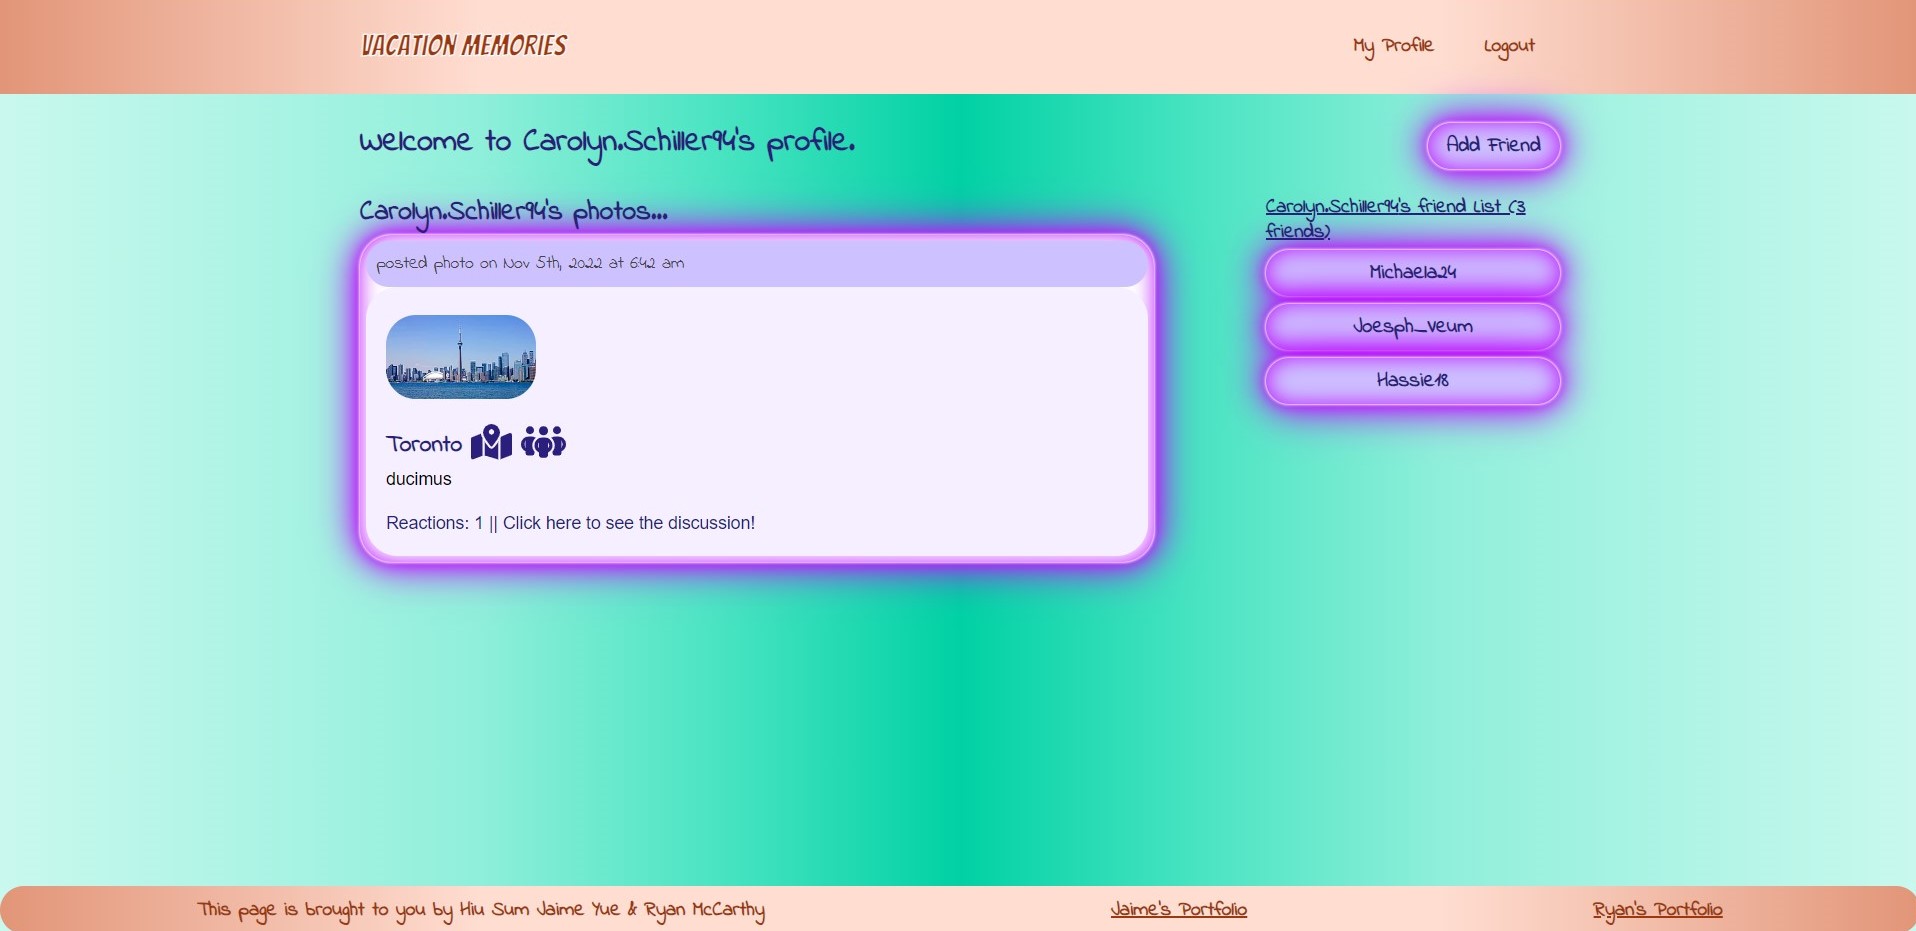 VACATION MEMORIES
My Profile
Logout
Welcome to Carolyn.Schiller94's profile.
Add Friend
Carolyn.Schiller94's photos...
posted photo on Nov 5th, 2022 at 6:42 am
Toronto
ducimus
Reactions: 1 || Click here to see the discussion!
Carolyn.Schiller94's friend List (3
friends)
Michaela24
Joesph_Veum
Hassie18
This page is brought to you by Hiu Sum Jaime Yue & Ryan McCarthy
Jaime's Portfolio
Ryan's Portfolio